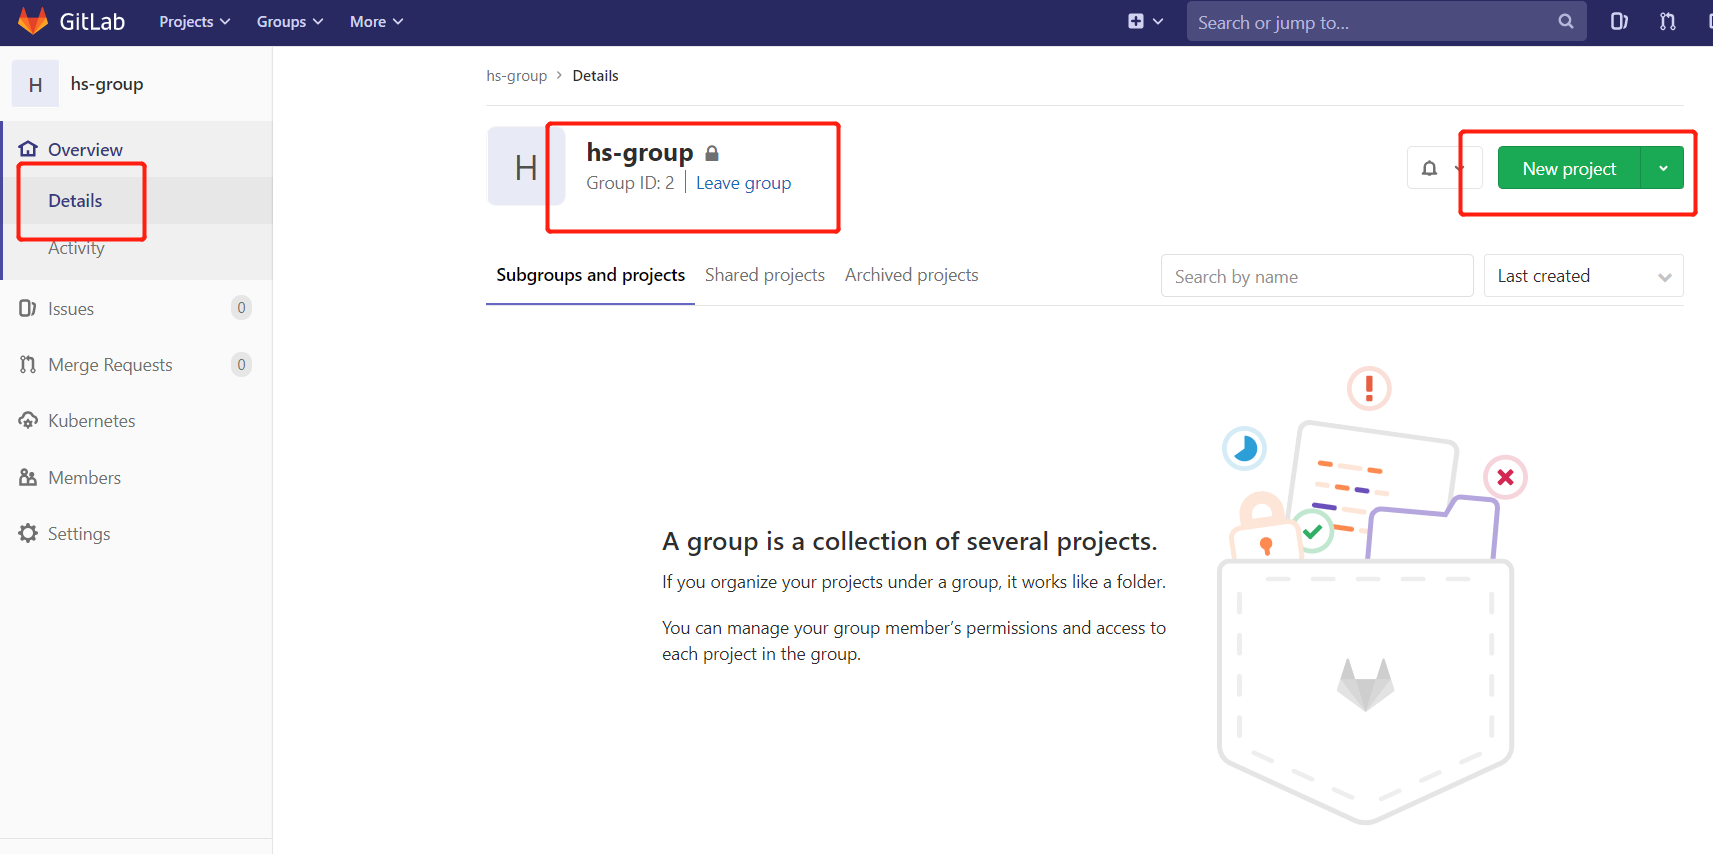 GitLab Projects Groups More Search or jump to...
H hs-group
Overview
Details
Activity
Issues 0
Merge Requests 0
Kubernetes
Members
Settings
hs-group > Details
H
hs-group
Group ID: 2 | Leave group
New project
Subgroups and projects Shared projects Archived projects Search by name Last created
A group is a collection of several projects.
If you organize your projects under a group, it works like a folder.
You can manage your group member’s permissions and access to
each project in the group.